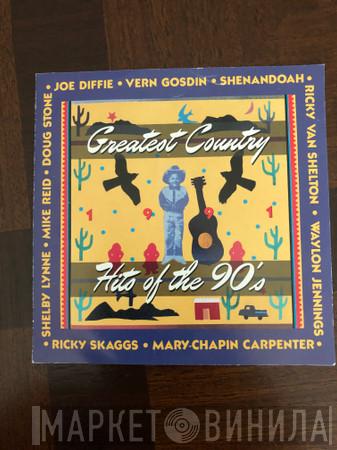 • JOE DIFFIE • VERN GOSDIN • SHENANDOAH •
RICKY VAN SHELTON • WAYLON JENNINGS
• RICKY SKAGGS • MARY-CHAPIN CARPENTER •
SHELBY LYNNE • MIKE REID • DOUG STONE
Greatest Country
1 9 9 1
Hits of the 90's
МАРКЕТ ВИНИЛА